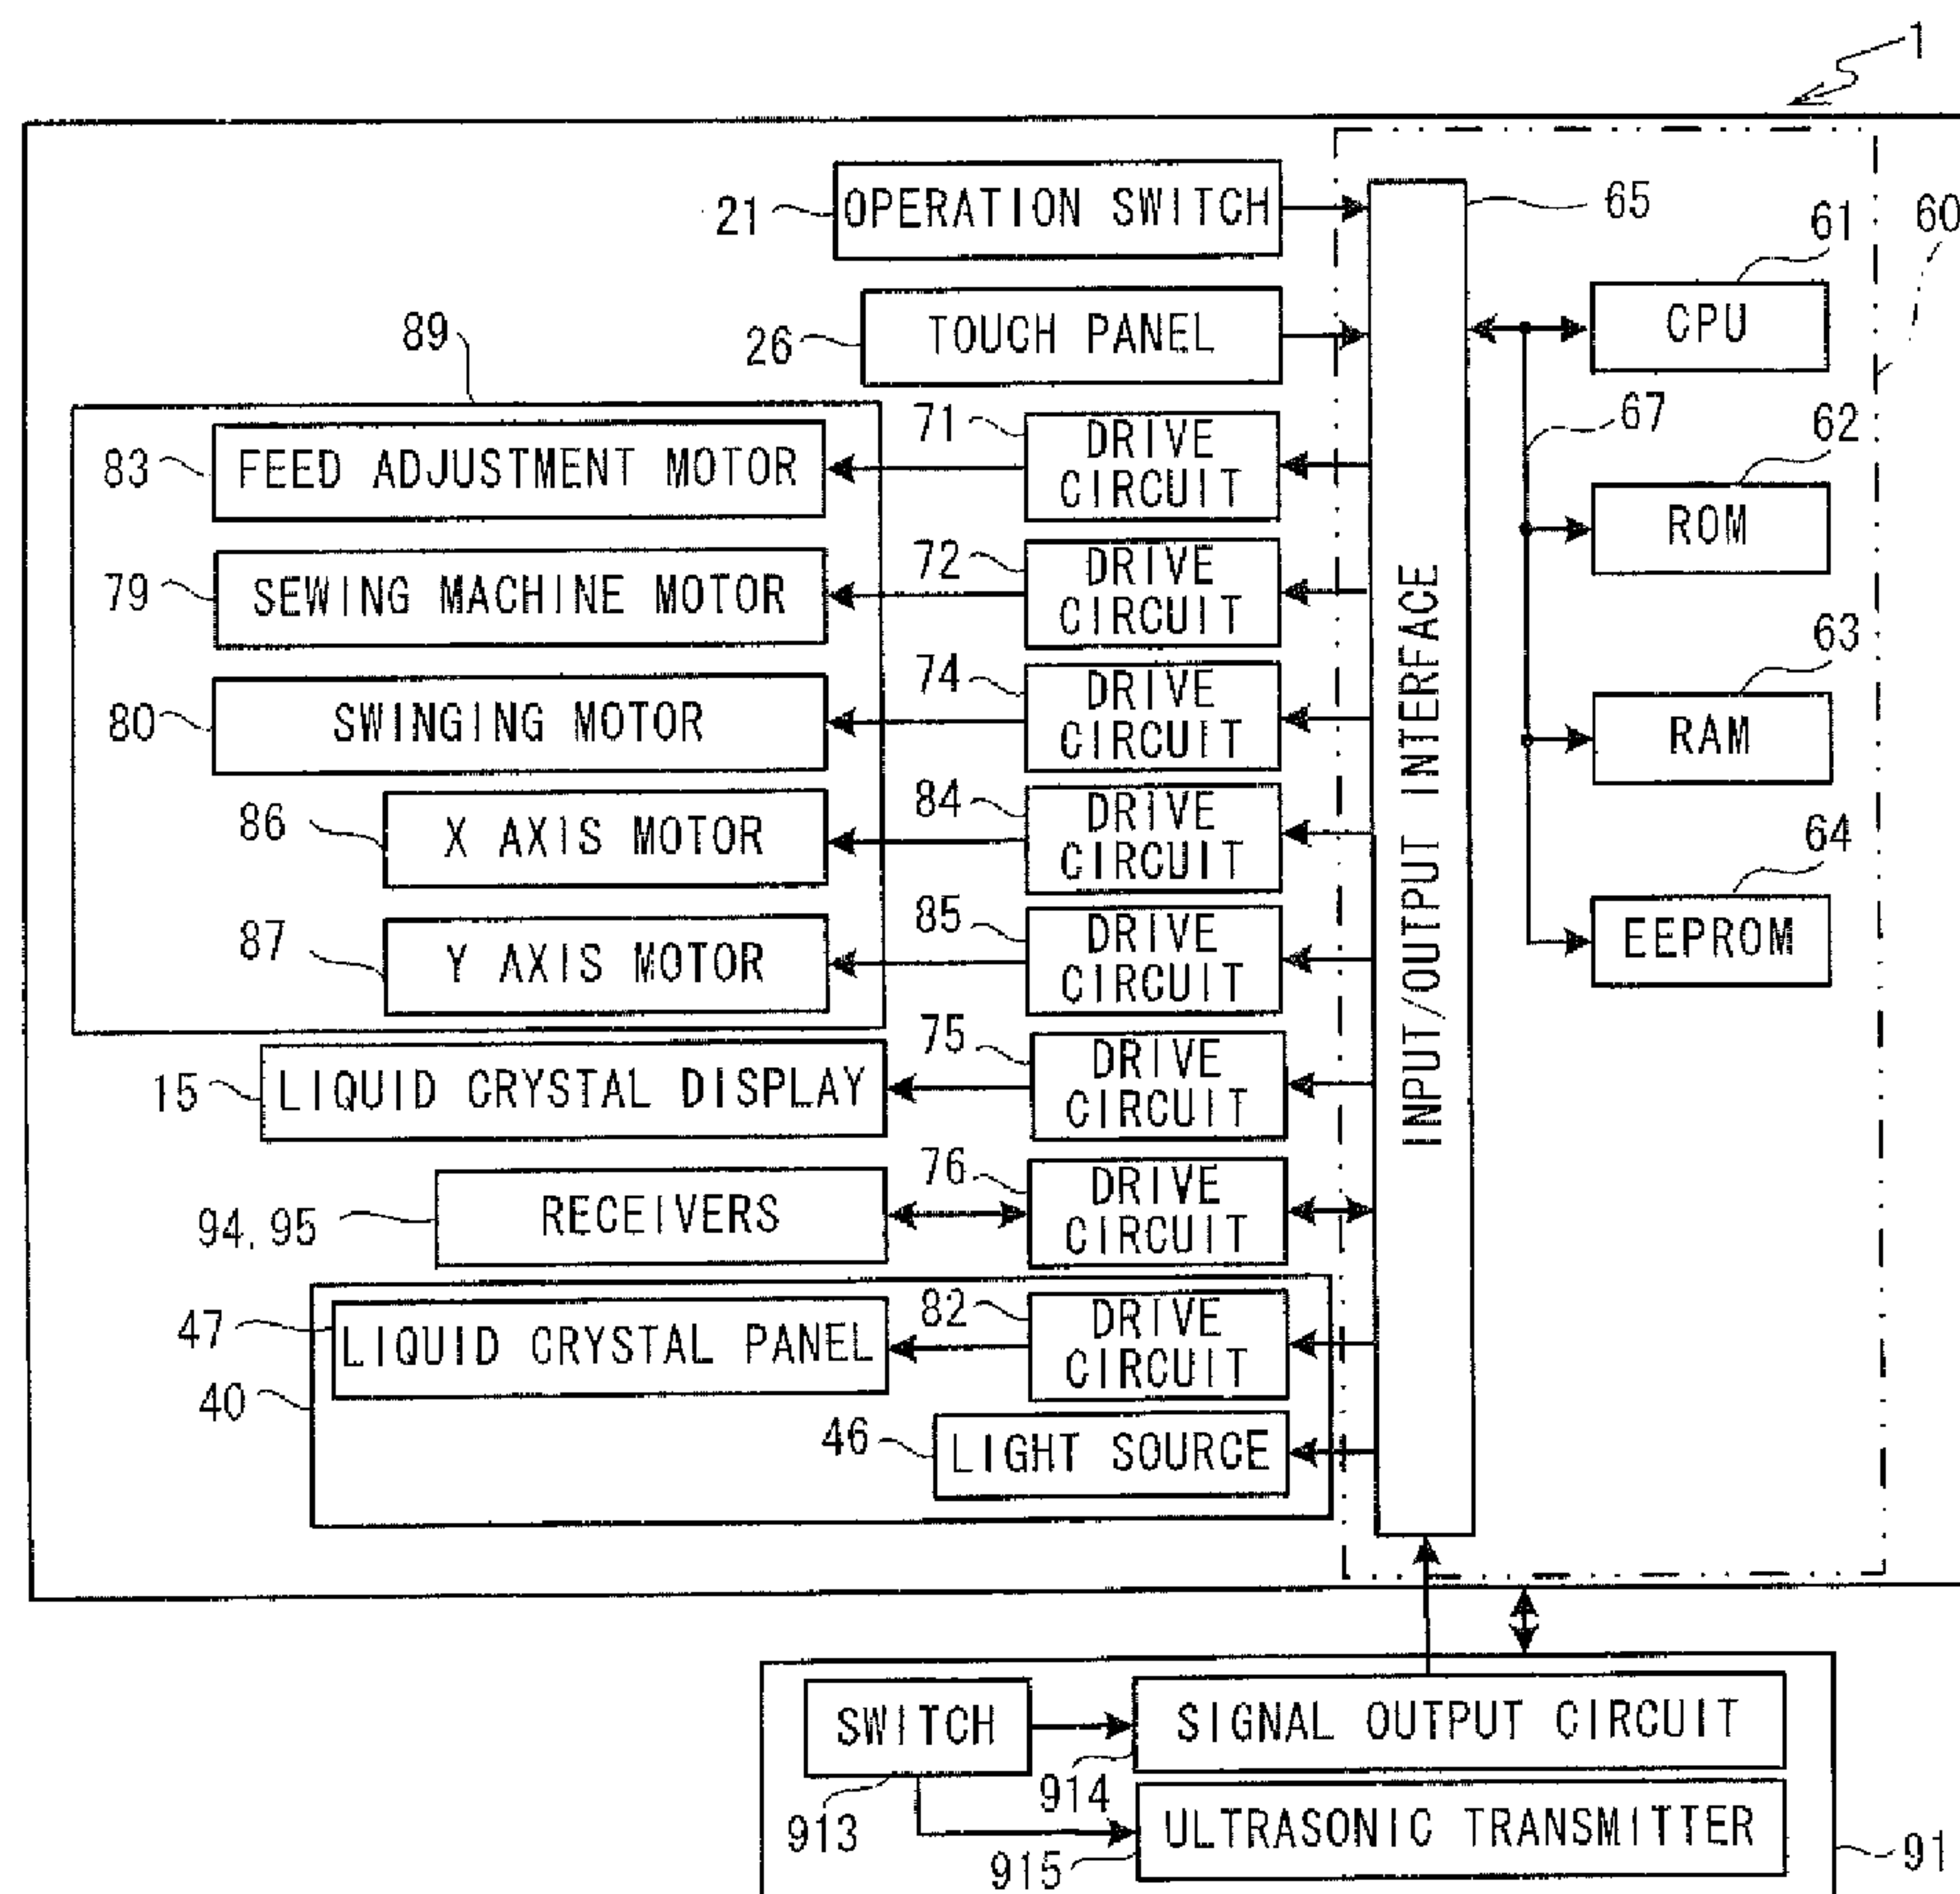 1
21
OPERATION SWITCH
65
61
60
26
TOUCH PANEL
CPU
89
67
62
83
FEED ADJUSTMENT MOTOR
71
DRIVE
CIRCUIT
ROM
79
SEWING MACHINE MOTOR
72
DRIVE
CIRCUIT
INPUT/OUTPUT INTERFACE
63
80
SWINGING MOTOR
74
DRIVE
CIRCUIT
RAM
86
X AXIS MOTOR
84
DRIVE
CIRCUIT
64
87
Y AXIS MOTOR
85
DRIVE
CIRCUIT
EEPROM
15
LIQUID CRYSTAL DISPLAY
75
DRIVE
CIRCUIT
94, 95
RECEIVERS
76
DRIVE
CIRCUIT
47
LIQUID CRYSTAL PANEL
82
DRIVE
CIRCUIT
40
46
LIGHT SOURCE
SWITCH
SIGNAL OUTPUT CIRCUIT
913
914
ULTRASONIC TRANSMITTER
915
91